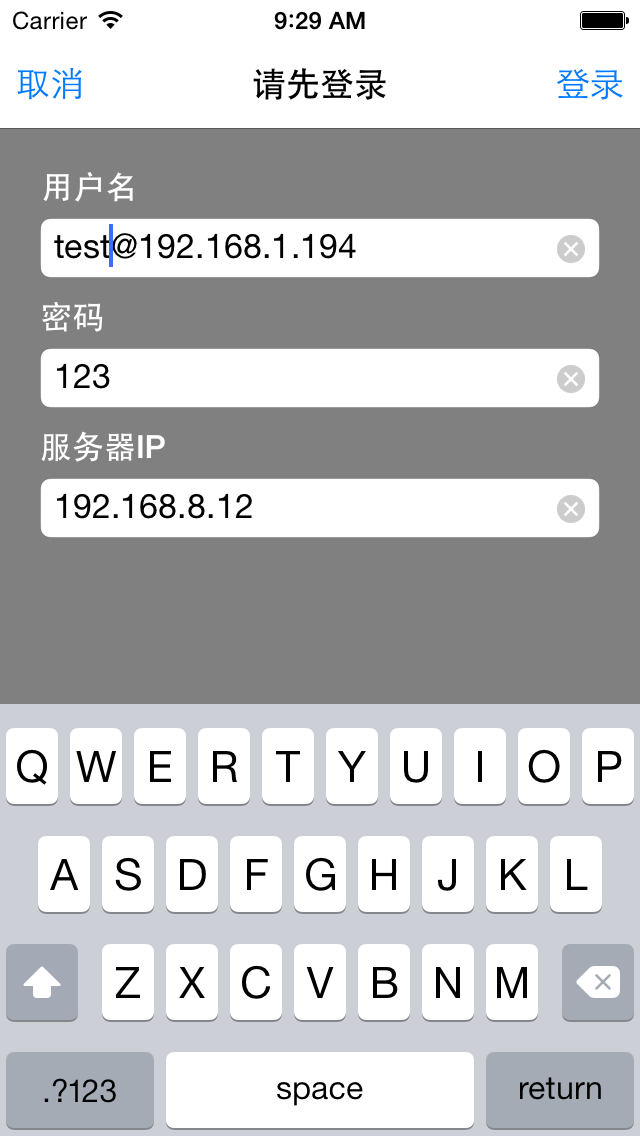 Carrier 9:29 AM
取消 请先登录 登录
用户名
test@192.168.1.194
密码
123
服务器IP
192.168.8.12
Q W E R T Y U I O P
A S D F G H J K L
Z X C V B N M
.?123 space return